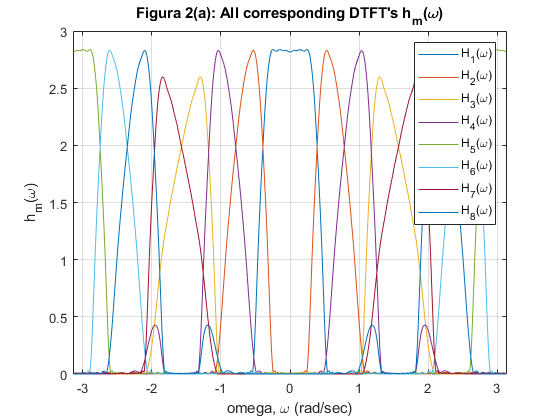 Figura 2(a): All corresponding DTFT's h_m(ω)
h_m(ω)
3
2.5
2
1.5
1
0.5
0
-3
-2
-1
0
1
2
3
omega, ω (rad/sec)
H_1(ω)
H_2(ω)
H_3(ω)
H_4(ω)
H_5(ω)
H_6(ω)
H_7(ω)
H_8(ω)